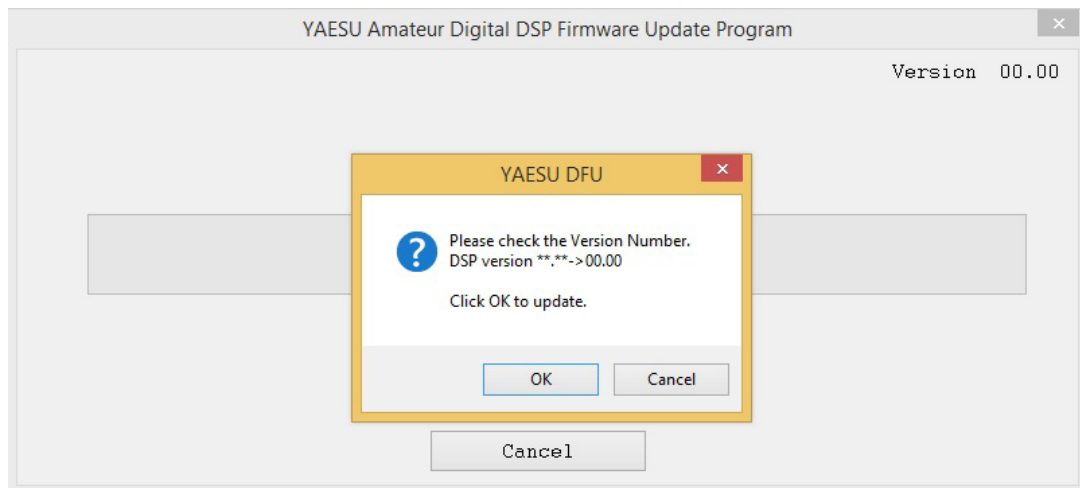 YAESU Amateur Digital DSP Firmware Update Program
Version 00.00
YAESU DFU
Please check the Version Number.
DSP version **.**->00.00
Click OK to update.
OK Cancel
Cancel